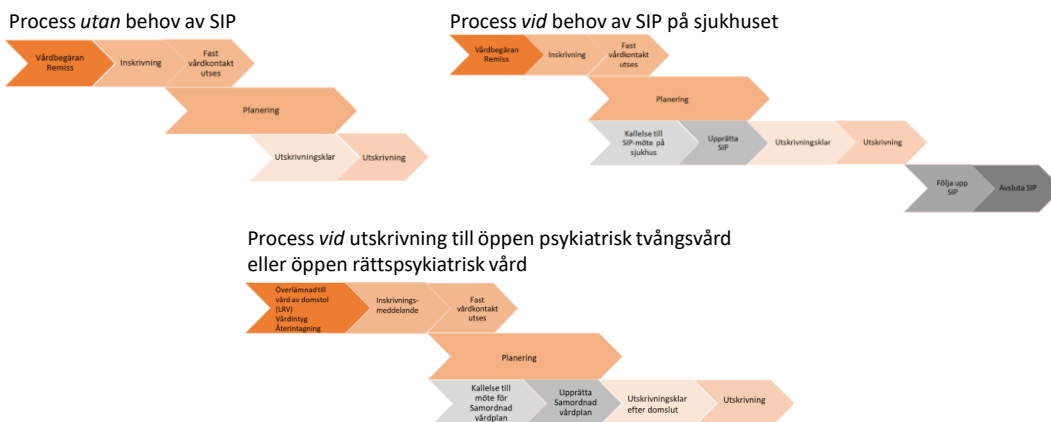 Process utan behov av SIP
Vårdbegäran
Remiss
Inskrivning
Fast
vårdkontakt
utses
Planering
Utskrivningsklar
Utskrivning
Process vid behov av SIP på sjukhuset
Vårdbegäran
Remiss
Inskrivning
Fast
vårdkontakt
utses
Planering
Kallelse till
SIP-möte på
sjukhus
Upprätta
SIP
Utskrivningsklar
Utskrivning
Följa upp
SIP
Avsluta SIP
Process vid utskrivning till öppen psykiatrisk tvångsvård
eller öppen rättspsykiatrisk vård
Överlämnad till
vård av domstol
(LRV)
Vårdintyg
Återintagning
Inskrivnings-
meddelande
Fast
vårdkontakt
utses
Planering
Kallelse till
möte för
Samordnad
vårdplan
Upprätta
Samordnad
vårdplan
Utskrivningsklar
efter domslut
Utskrivning